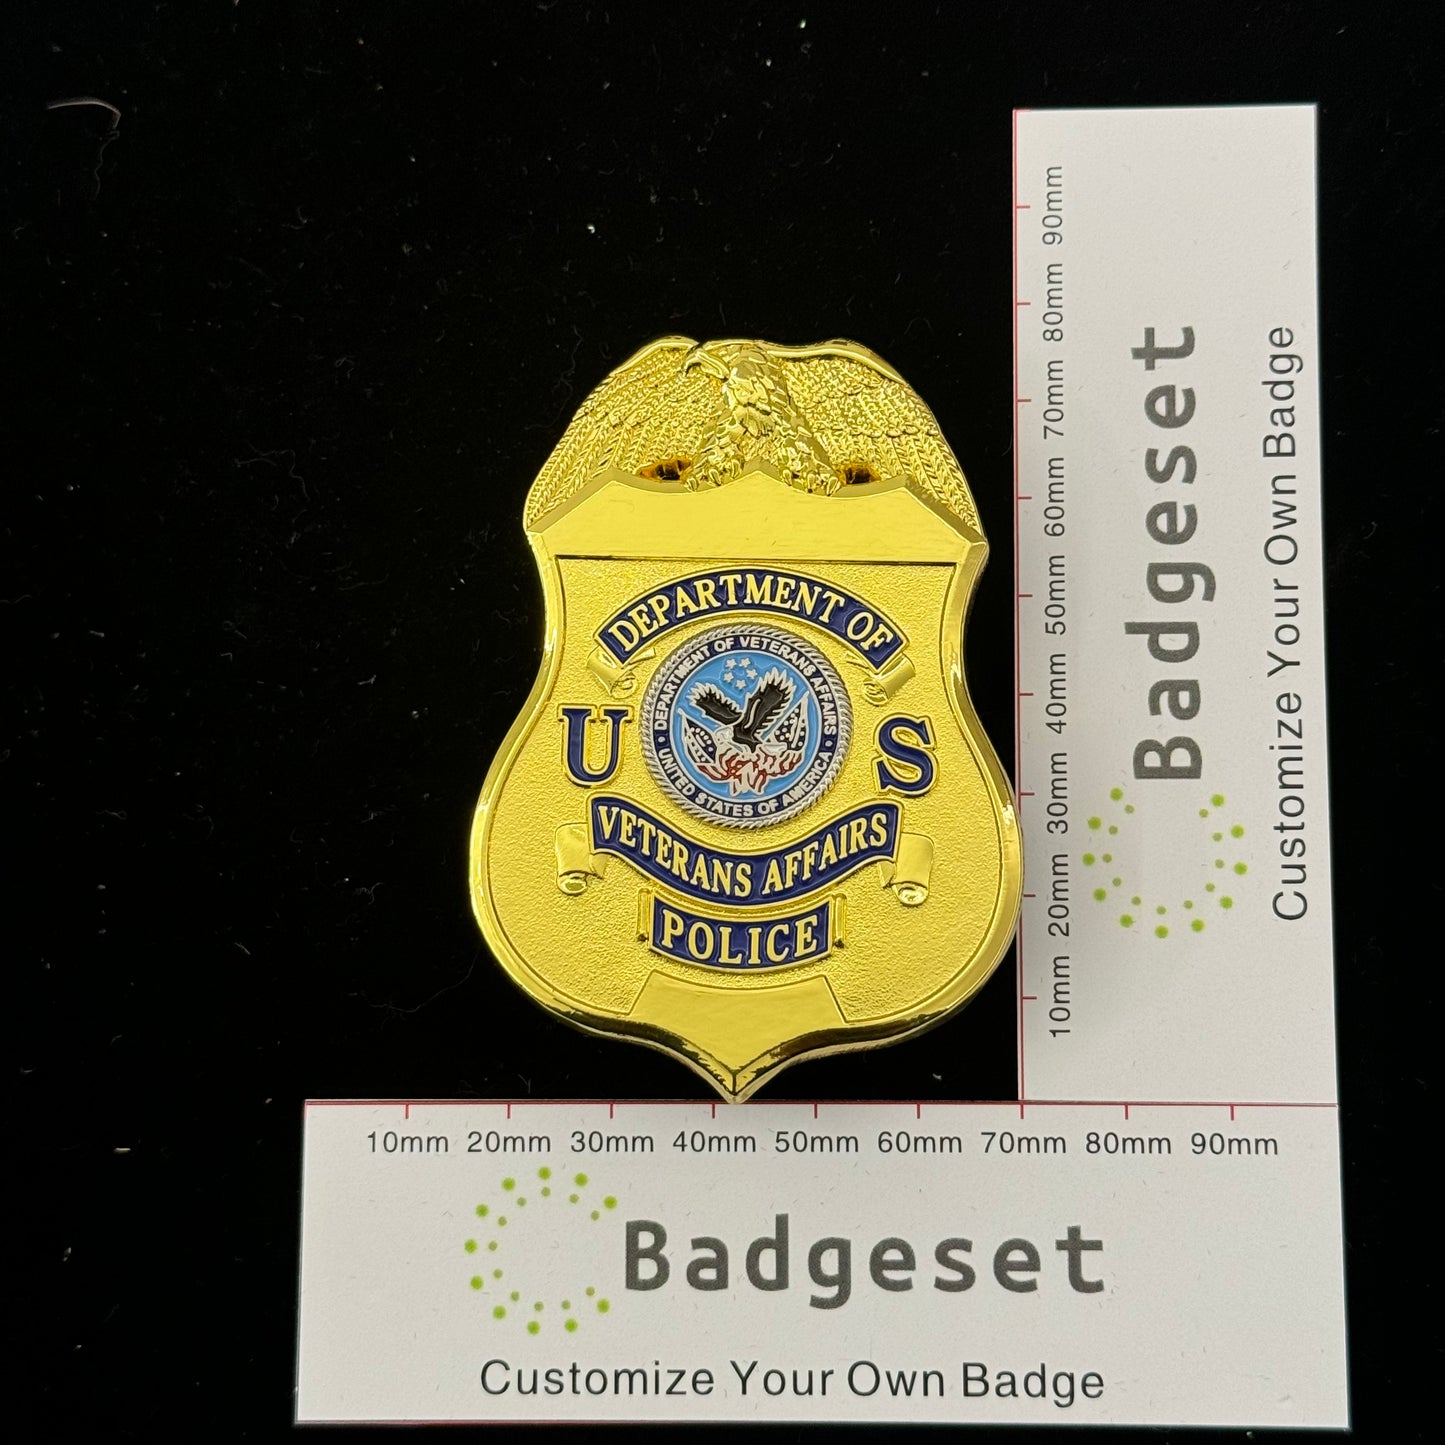 DEPARTMENT OF
DEPARTMENT OF VETERANS AFFAIRS
UNITED STATES OF AMERICA
U S
VETERANS AFFAIRS
POLICE
10mm 20mm 30mm 40mm 50mm 60mm 70mm 80mm 90mm
Badgeset
Customize Your Own Badge
10mm 20mm 30mm 40mm 50mm 60mm 70mm 80mm 90mm
Badgeset
Customize Your Own Badge